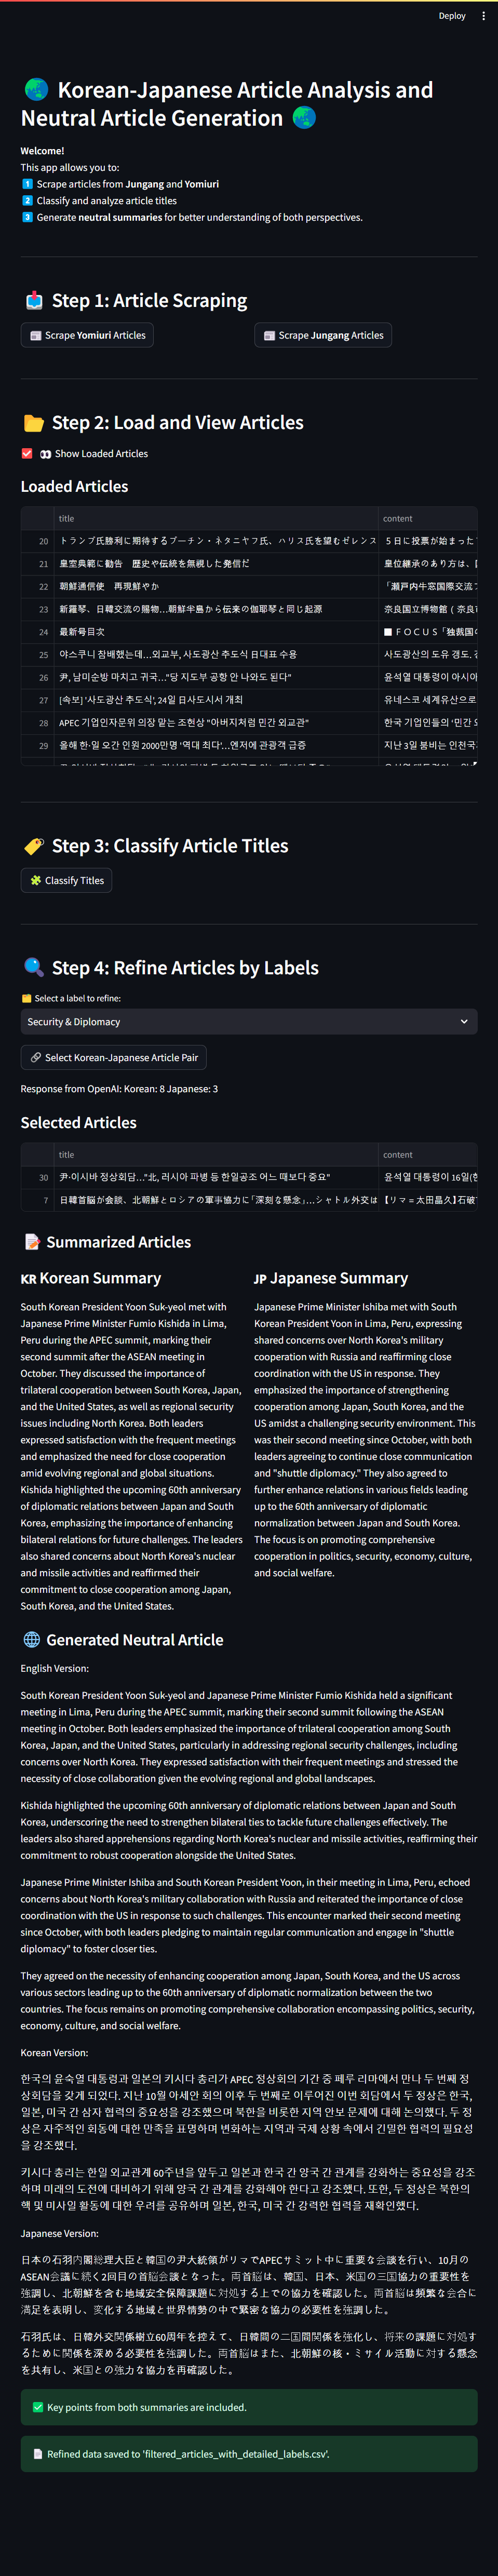 Deploy
Korean-Japanese Article Analysis and
Neutral Article Generation
Welcome!
This app allows you to:
1 Scrape articles from Jungang and Yomiuri
2 Classify and analyze article titles
3 Generate neutral summaries for better understanding of both perspectives.
Step 1: Article Scraping
Scrape Yomiuri Articles
Scrape Jungang Articles
Step 2: Load and View Articles
Show Loaded Articles
Loaded Articles
title content
20 トランプ氏勝利に期待するプーチン・ネタニヤフ氏、ハリス氏を望むゼレンス ５日に投票が始まった
21 皇室典範に勧告　歴史や伝統を無視した発信だ 皇位継承のあり方は、
22 朝鮮通信使　再現鮮やか 「瀬戸内牛窓国際交流
23 新羅琴、日韓交流の賜物…朝鮮半島から伝来の伽耶琴と同じ起源 奈良国立博物館（奈良
24 最新号目次 ■ＦＯＣＵＳ「独裁国
25 야스쿠니 참배했는데…외교부, 사도광산 추도식 日대표 수용 사도광산의 도유 갱도.
26 尹, 남미순방 마치고 귀국…"당 지도부 공항 안 나와도 된다" 윤석열 대통령이 아시아
27 [속보] '사도광산 추도식', 24일 日사도시서 개최 유네스코 세계유산으로
28 APEC 기업인자문위 의장 맡는 조현상 "아버지처럼 민간 외교관" 한국 기업인들의 '민간
29 올해 한·일 오간 인원 2000만명 '역대 최다'…엔저에 관광객 급증 지난 3일 붐비는 인천국
Step 3: Classify Article Titles
Classify Titles
Step 4: Refine Articles by Labels
Select a label to refine:
Security & Diplomacy
Select Korean-Japanese Article Pair
Response from OpenAI: Korean: 8 Japanese: 3
Selected Articles
title content
30 尹·이시바 정상회담…"北, 러시아 파병 등 한일공조 어느 때보다 중요" 윤석열 대통령이 16일(한
7 日韓首脳が会談、北朝鮮とロシアの軍事協力に「深刻な懸念」…シャトル外交は 【リマ＝太田晶久】石破
Summarized Articles
KR Korean Summary
South Korean President Yoon Suk-yeol met with
Japanese Prime Minister Fumio Kishida in Lima,
Peru during the APEC summit, marking their
second summit after the ASEAN meeting in
October. They discussed the importance of
trilateral cooperation between South Korea, Japan,
and the United States, as well as regional security
issues including North Korea. Both leaders
expressed satisfaction with the frequent meetings
and emphasized the need for close cooperation
amid evolving regional and global situations.
Kishida highlighted the upcoming 60th anniversary
of diplomatic relations between Japan and South
Korea, emphasizing the importance of enhancing
bilateral relations for future challenges. The leaders
also shared concerns about North Korea's nuclear
and missile activities and reaffirmed their
commitment to close cooperation among Japan,
South Korea, and the United States.
JP Japanese Summary
Japanese Prime Minister Ishiba met with South
Korean President Yoon in Lima, Peru, expressing
shared concerns over North Korea's military
cooperation with Russia and reaffirming close
coordination with the US in response. They
emphasized the importance of strengthening
cooperation among Japan, South Korea, and the
US amidst a challenging security environment. This
was their second meeting since October, with both
leaders agreeing to continue close communication
and "shuttle diplomacy." They also agreed to
further enhance relations in various fields leading
up to the 60th anniversary of diplomatic
normalization between Japan and South Korea.
The focus is on promoting comprehensive
cooperation in politics, security, economy, culture,
and social welfare.
Generated Neutral Article
English Version:
South Korean President Yoon Suk-yeol and Japanese Prime Minister Fumio Kishida held a significant
meeting in Lima, Peru during the APEC summit, marking their second summit following the ASEAN
meeting in October. Both leaders emphasized the importance of trilateral cooperation among South
Korea, Japan, and the United States, particularly in addressing regional security challenges, including
concerns over North Korea. They expressed satisfaction with their frequent meetings and stressed the
necessity of close collaboration given the evolving regional and global landscapes.
Kishida highlighted the upcoming 60th anniversary of diplomatic relations between Japan and South
Korea, underscoring the need to strengthen bilateral ties to tackle future challenges effectively. The
leaders also shared apprehensions regarding North Korea's nuclear and missile activities, reaffirming their
commitment to robust cooperation alongside the United States.
Japanese Prime Minister Ishiba and South Korean President Yoon, in their meeting in Lima, Peru, echoed
concerns about North Korea's military collaboration with Russia and reiterated the importance of close
coordination with the US in response to such challenges. This encounter marked their second meeting
since October, with both leaders pledging to maintain regular communication and engage in "shuttle
diplomacy" to foster closer ties.
They agreed on the necessity of enhancing cooperation among Japan, South Korea, and the US across
various sectors leading up to the 60th anniversary of diplomatic normalization between the two
countries. The focus remains on promoting comprehensive collaboration encompassing politics, security,
economy, culture, and social welfare.
Korean Version:
한국의 윤숙열 대통령과 일본의 키시다 총리가 APEC 정상회의 기간 중 페루 리마에서 만나 두 번째 정
상회담을 갖게 되었다. 지난 10월 아세안 회의 이후 두 번째로 이루어진 이번 회담에서 두 정상은 한국,
일본, 미국 간 삼자 협력의 중요성을 강조했으며 북한을 비롯한 지역 안보 문제에 대해 논의했다. 두 정
상은 자주적인 회동에 대한 만족을 표명하며 변화하는 지역과 국제 상황 속에서 긴밀한 협력의 필요성
을 강조했다.
키시다 총리는 한일 외교관계 60주년을 앞두고 일본과 한국 간 양국 간 관계를 강화하는 중요성을 강조
하며 미래의 도전에 대비하기 위해 양국 간 관계를 강화해야 한다고 강조했다. 또한, 두 정상은 북한의
핵 및 미사일 활동에 대한 우려를 공유하며 일본, 한국, 미국 간 강력한 협력을 재확인했다.
Japanese Version:
日本の石羽内閣総理大臣と韓国の尹大統領がリマでAPECサミット中に重要な会談を行い、10月の
ASEAN会議に続く2回目の首脳会談となった。両首脳は、韓国、日本、米国の三国協力の重要性を
強調し、北朝鮮を含む地域安全保障課題に対処する上での協力を確認した。両首脳は頻繁な会合に
満足を表明し、変化する地域と世界情勢の中で緊密な協力の必要性を強調した。
石羽氏は、日韓外交関係樹立60周年を控えて、日韓間の二国間関係を強化し、将来の課題に対処す
るために関係を深める必要性を強調した。両首脳はまた、北朝鮮の核・ミサイル活動に対する懸念
を共有し、米国との強力な協力を再確認した。
Key points from both summaries are included.
Refined data saved to 'filtered_articles_with_detailed_labels.csv'.